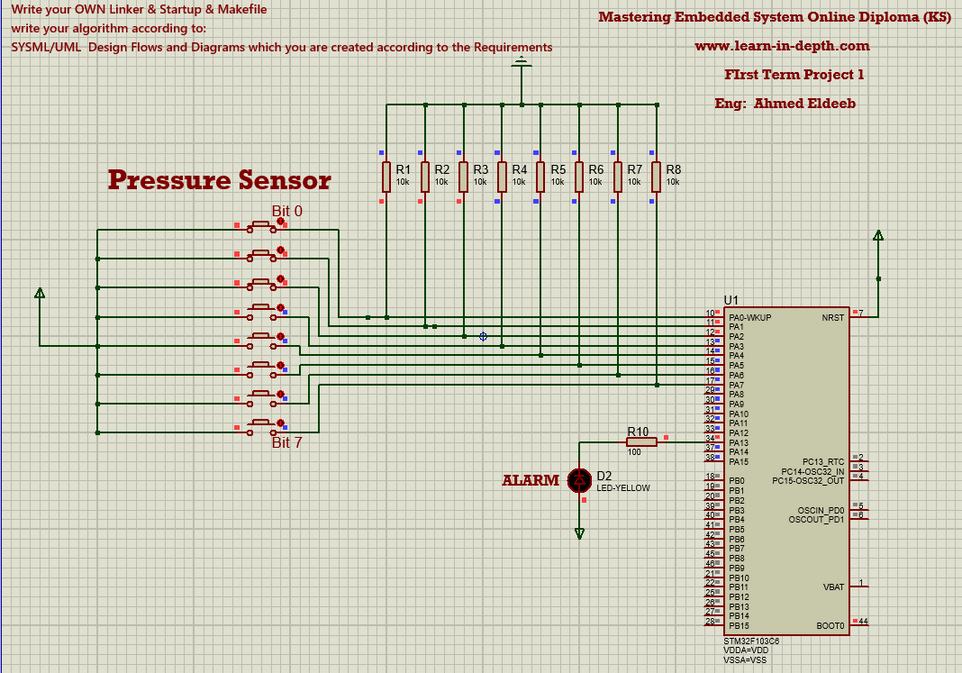 Write your OWN Linker & Startup & Makefile
write your algorithm according to:
SYSML/UML Design Flows and Diagrams which you are created according to the Requirements
Mastering Embedded System Online Diploma (KS)
www.learn-in-depth.com
FIrst Term Project 1
Eng: Ahmed Eldeeb
Pressure Sensor
Bit 0
Bit 7
R1
10k
R2
10k
R3
10k
R4
10k
R5
10k
R6
10k
R7
10k
R8
10k
R10
100
ALARM
D2
LED-YELLOW
U1
10 PA0-WKUP
11 PA1
12 PA2
13 PA3
14 PA4
15 PA5
16 PA6
17 PA7
29 PA8
30 PA9
31 PA10
32 PA11
33 PA12
34 PA13
37 PA14
38 PA15
18 PB0
19 PB1
20 PB2
39 PB3
40 PB4
41 PB5
42 PB6
43 PB7
45 PB8
46 PB9
21 PB10
22 PB11
25 PB12
26 PB13
27 PB14
28 PB15
NRST 7
PC13_RTC 2
PC14-OSC32_IN 3
PC15-OSC32_OUT 4
OSCIN_PD0 5
OSCOUT_PD1 6
VBAT 1
BOOT0 44
STM32F103C6
VDDA=VDD
VSSA=VSS